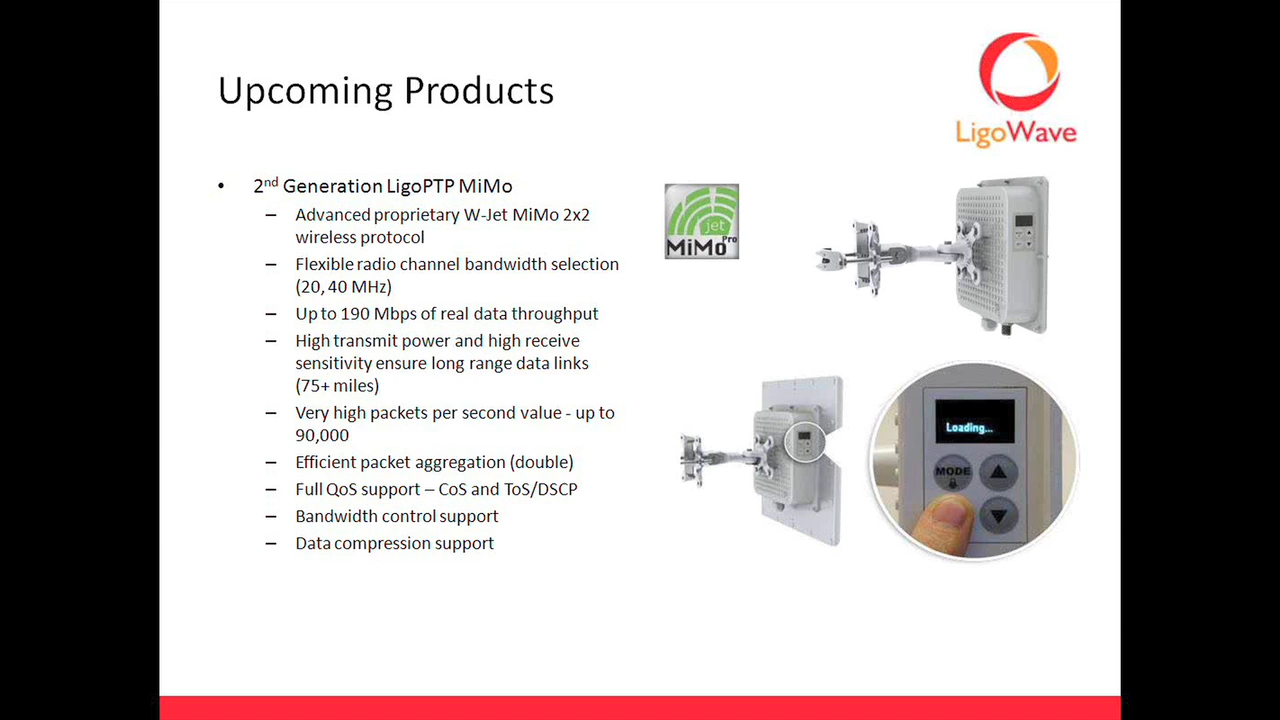 Upcoming Products
LigoWave
• 2nd Generation LigoPTP MiMo
– Advanced proprietary W-Jet MiMo 2x2
wireless protocol
– Flexible radio channel bandwidth selection
(20, 40 MHz)
– Up to 190 Mbps of real data throughput
– High transmit power and high receive
sensitivity ensure long range data links
(75+ miles)
– Very high packets per second value - up to
90,000
– Efficient packet aggregation (double)
– Full QoS support – CoS and ToS/DSCP
– Bandwidth control support
– Data compression support
jet
MiMo Pro
Loading...
MODE